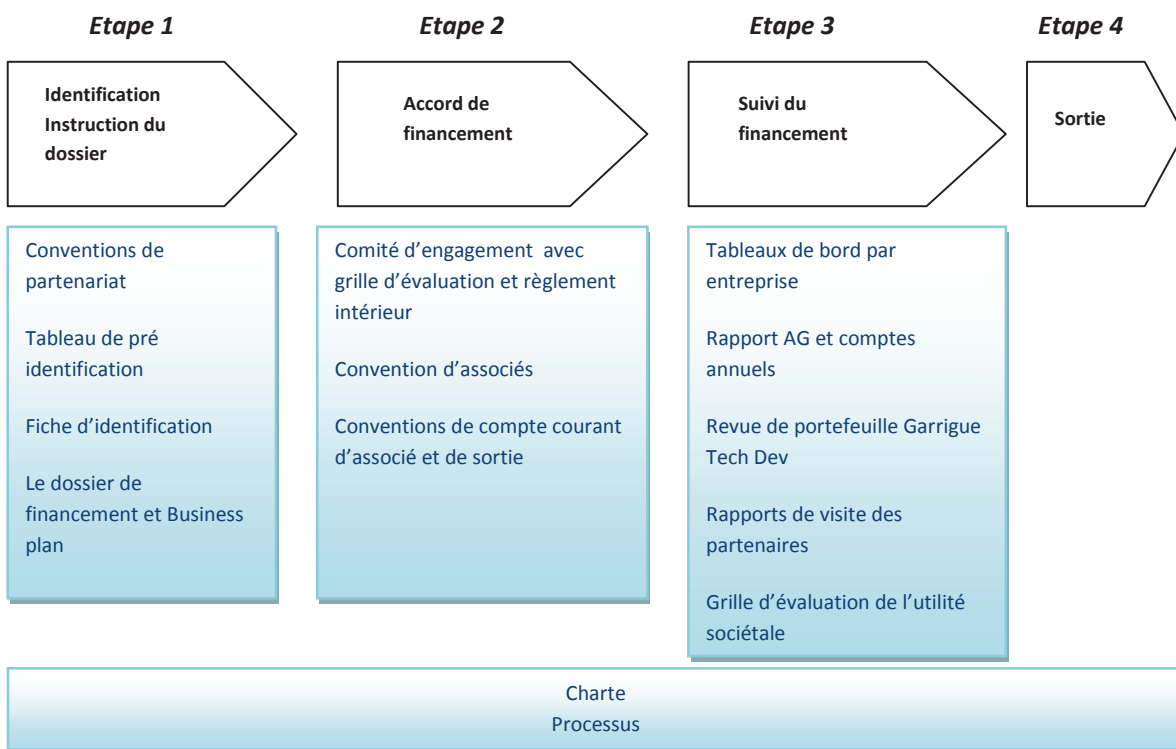 Etape 1
Etape 2
Etape 3
Etape 4
Identification
Instruction du
dossier
Accord de
financement
Suivi du
financement
Sortie
Conventions de
partenariat
Tableau de pré
identification
Fiche d’identification
Le dossier de
financement et Business
plan
Comité d’engagement avec
grille d’évaluation et règlement
intérieur
Convention d’associés
Conventions de compte courant
d’associé et de sortie
Tableaux de bord par
entreprise
Rapport AG et comptes
annuels
Revue de portefeuille Garrigue
Tech Dev
Rapports de visite des
partenaires
Grille d’évaluation de l’utilité
sociétale
Charte
Processus